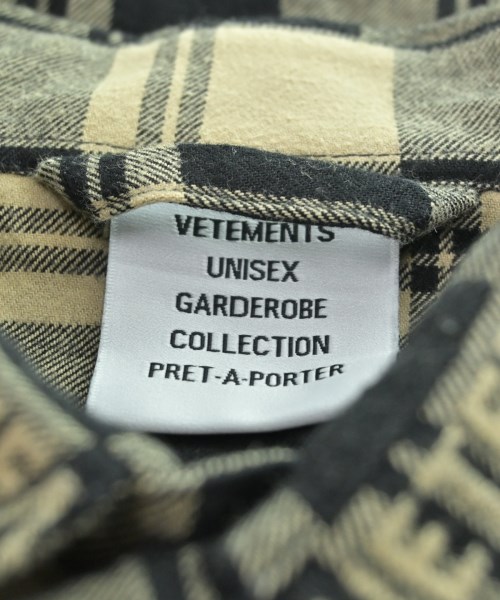 VETEMENTS
UNISEX
GARDEROBE
COLLECTION
PRET-A-PORTER